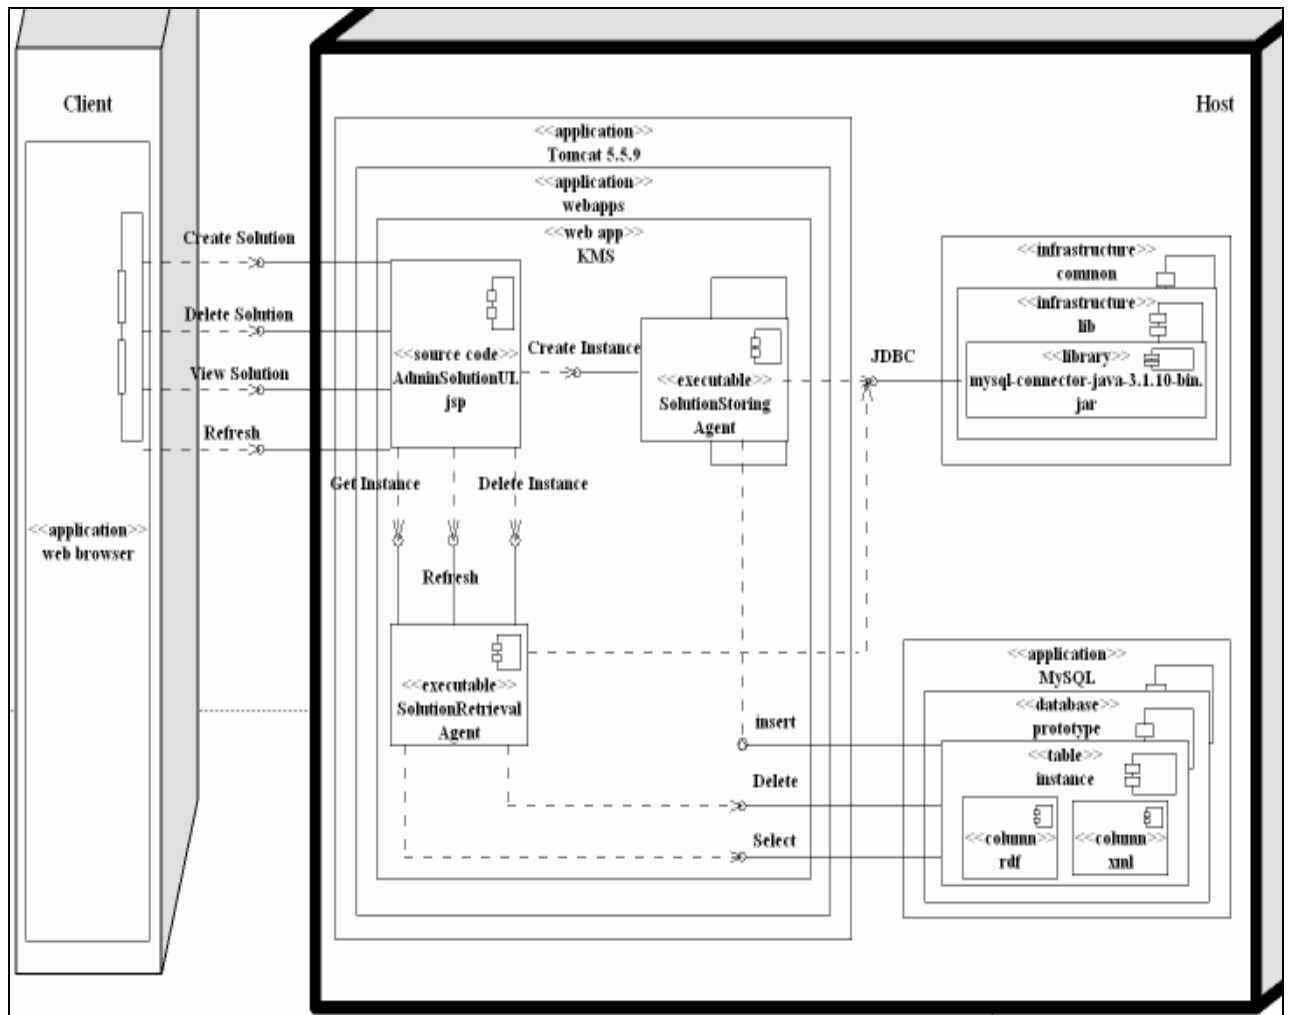 Client
Host
<<application>>
Tomcat 5.5.9
<<application>>
webapps
<<web app>>
KMS
Create Solution
Delete Solution
View Solution
Refresh
<<application>>
web browser
<<source code>>
AdminSolutionUI.
jsp
Create Instance
<<executable>>
SolutionStoring
Agent
JDBC
<<infrastructure>>
common
<<infrastructure>>
lib
<<library>>
mysql-connector-java-3.1.10-bin.
jar
Get Instance
Delete Instance
Refresh
<<executable>>
SolutionRetrieval
Agent
insert
Delete
Select
<<application>>
MySQL
<<database>>
prototype
<<table>>
instance
<<column>>
rdf
<<column>>
xml